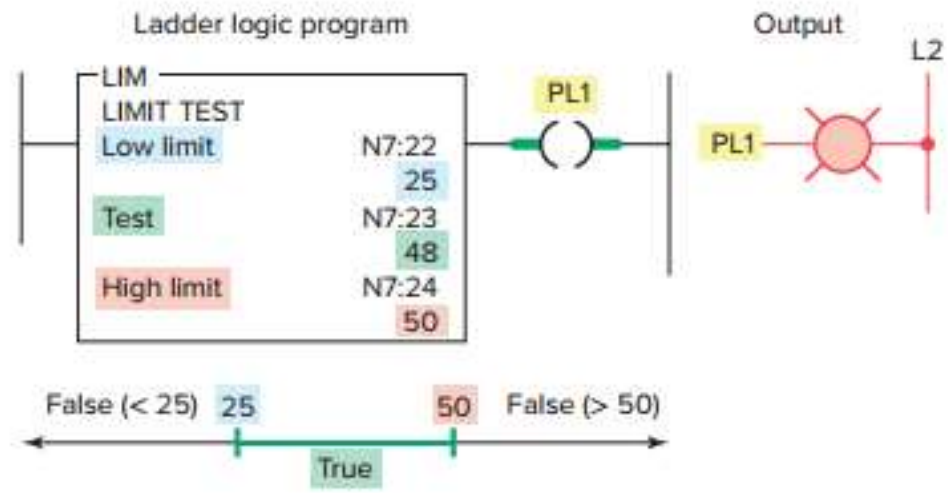 Ladder logic program
Output
L2
LIM
LIMIT TEST
Low limit N7:22
25
Test N7:23
48
High limit N7:24
50
PL1
PL1
False (< 25) 25 50 False (> 50)
True